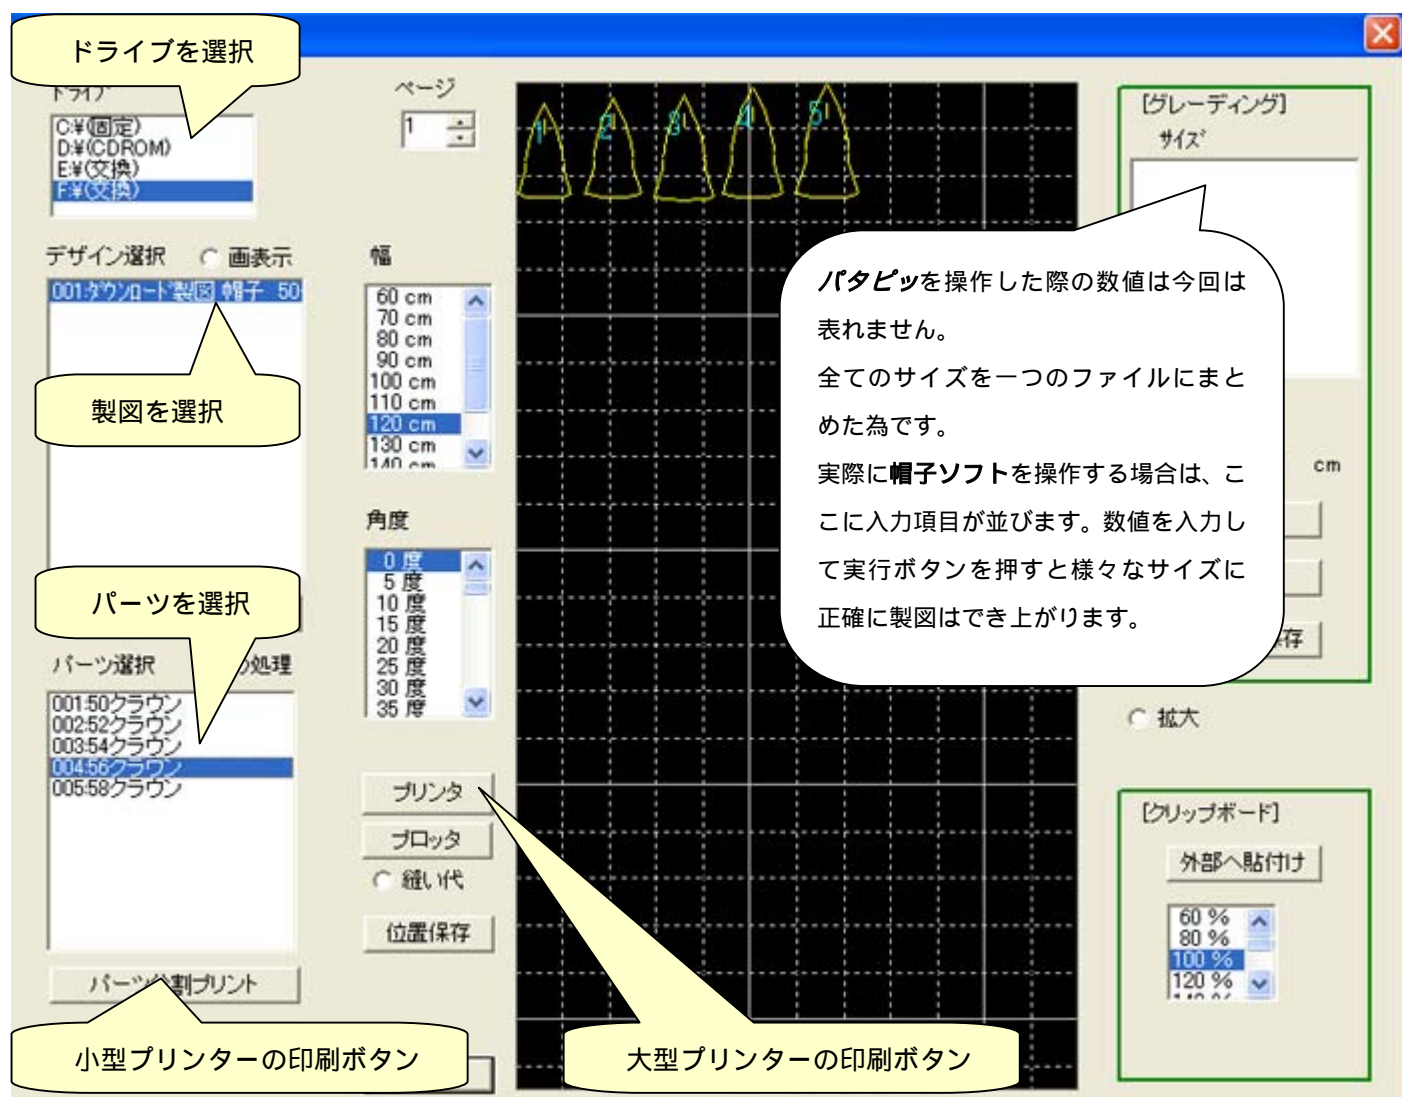 ドライブを選択
ドライブ
C:¥(固定)
D:¥(CDROM)
E:¥(交換)
F:¥(交換)
ページ
1
デザイン選択
画表示
001:ダウンロード製図 帽子 50
製図を選択
幅
60 cm
70 cm
80 cm
90 cm
100 cm
110 cm
120 cm
130 cm
140 cm
角度
0 度
5 度
10 度
15 度
20 度
25 度
30 度
35 度
パーツを選択
パーツ選択
の処理
001:50クラウン
002:52クラウン
003:54クラウン
004:56クラウン
005:58クラウン
プリンタ
プロッタ
縫い代
位置保存
パーツ分割プリント
小型プリンターの印刷ボタン
大型プリンターの印刷ボタン
1
2
3
4
5
[グレーディング]
サイズ
パタピッを操作した際の数値は今回は
表れません。
全てのサイズを一つのファイルにまと
めた為です。
実際に帽子ソフトを操作する場合は、こ
こに入力項目が並びます。数値を入力し
て実行ボタンを押すと様々なサイズに
正確に製図はでき上がります。
cm
存
拡大
[クリップボード]
外部へ貼付け
60 %
80 %
100 %
120 %
140 %